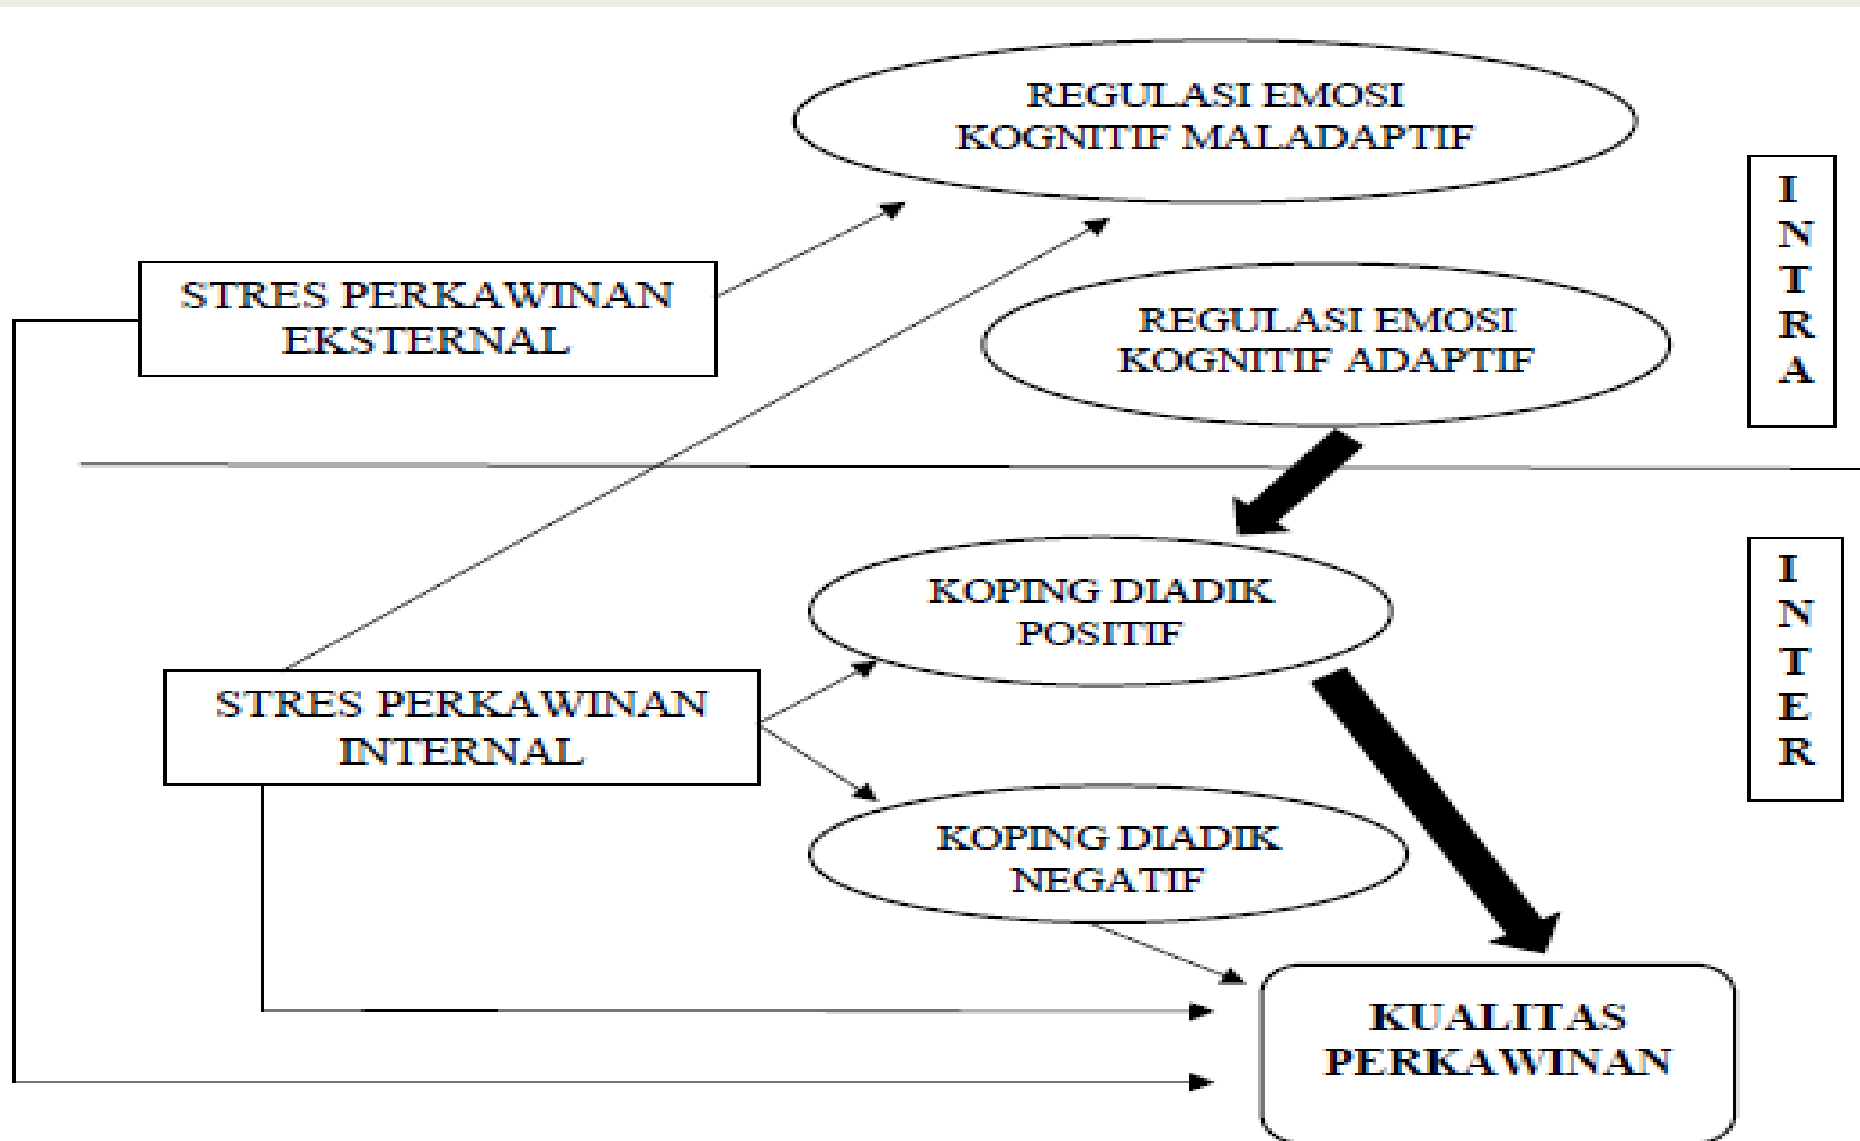 REGULASI EMOSI
KOGNITIF MALADAPTIF
I
N
T
R
A
STRES PERKAWINAN
EKSTERNAL
REGULASI EMOSI
KOGNITIF ADAPTIF
KOPING DIADIK
POSITIF
I
N
T
E
R
STRES PERKAWINAN
INTERNAL
KOPING DIADIK
NEGATIF
KUALITAS
PERKAWINAN